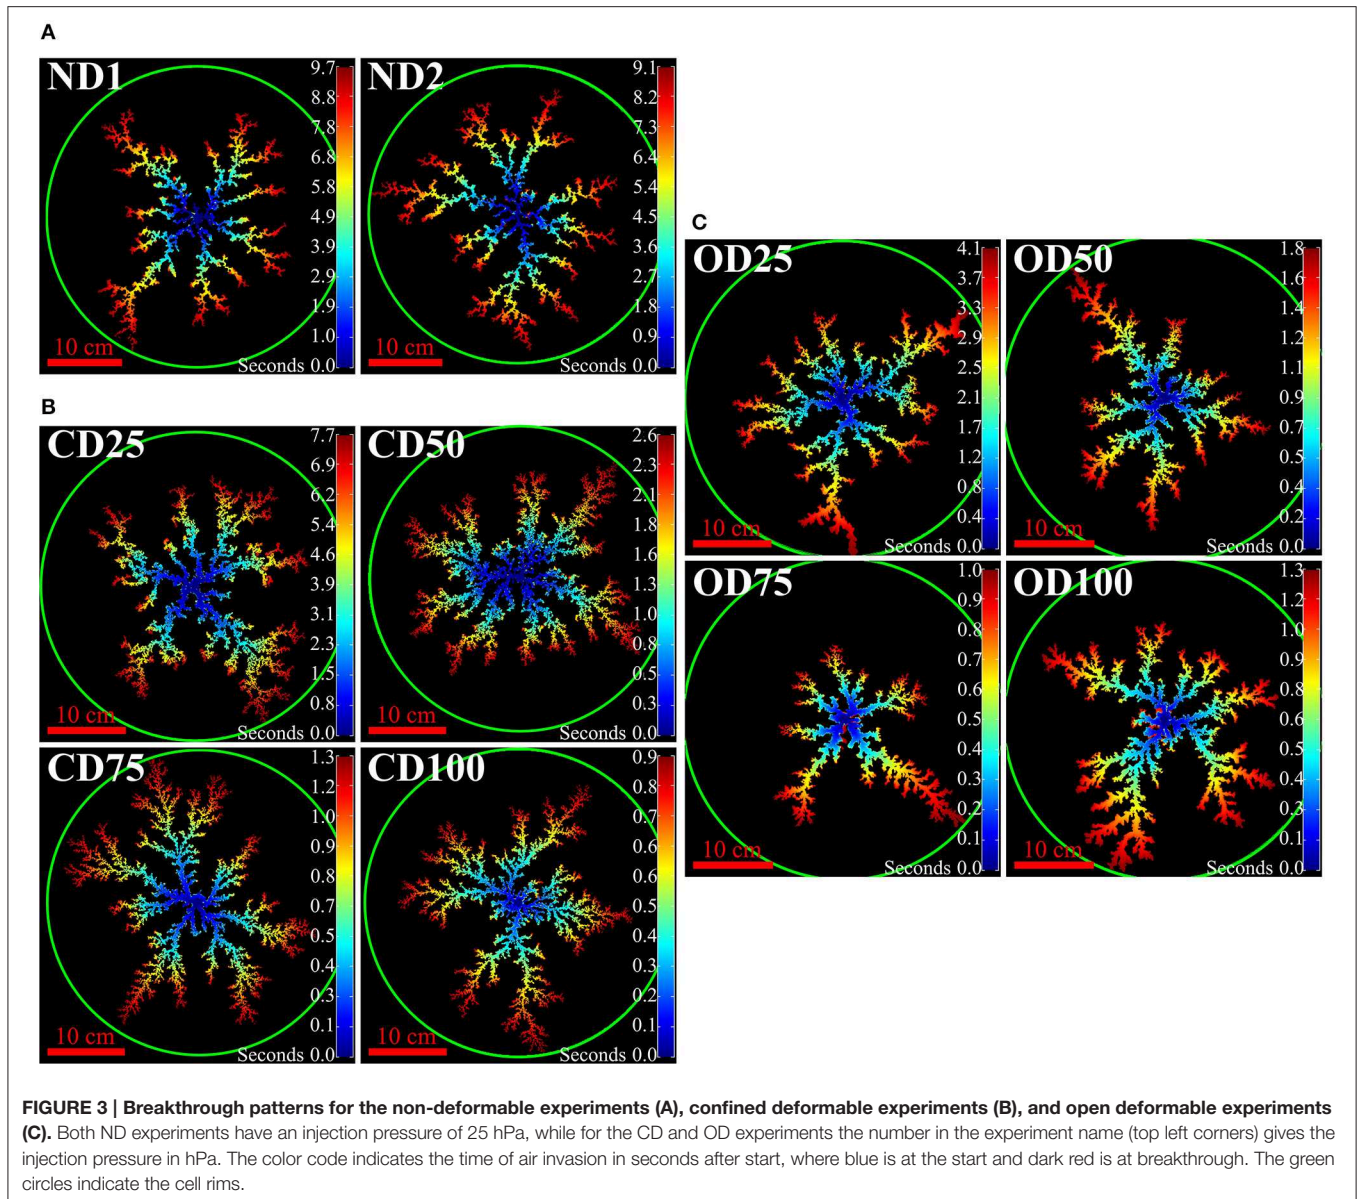 A
ND1
9.7
8.8
7.8
6.8
5.8
4.9
3.9
2.9
1.9
1.0
0.0
10 cm
Seconds
ND2
9.1
8.2
7.3
6.4
5.4
4.5
3.6
2.7
1.8
0.9
0.0
10 cm
Seconds
B
CD25
7.7
6.9
6.2
5.4
4.6
3.9
3.1
2.3
1.5
0.8
0.0
10 cm
Seconds
CD50
2.6
2.3
2.1
1.8
1.6
1.3
1.0
0.8
0.5
0.3
0.0
10 cm
Seconds
CD75
1.3
1.2
1.0
0.9
0.8
0.7
0.5
0.4
0.3
0.1
0.0
10 cm
Seconds
CD100
0.9
0.8
0.7
0.6
0.5
0.5
0.4
0.3
0.2
0.1
0.0
10 cm
Seconds
C
OD25
4.1
3.7
3.3
2.9
2.5
2.1
1.7
1.2
0.8
0.4
0.0
10 cm
Seconds
OD50
1.8
1.6
1.4
1.2
1.1
0.9
0.7
0.5
0.4
0.2
0.0
10 cm
Seconds
OD75
1.0
0.9
0.8
0.7
0.6
0.5
0.4
0.3
0.2
0.1
0.0
10 cm
Seconds
OD100
1.3
1.2
1.0
0.9
0.8
0.6
0.5
0.4
0.3
0.1
0.0
10 cm
Seconds
FIGURE 3 | Breakthrough patterns for the non-deformable experiments (A), confined deformable experiments (B), and open deformable experiments
(C). Both ND experiments have an injection pressure of 25 hPa, while for the CD and OD experiments the number in the experiment name (top left corners) gives the
injection pressure in hPa. The color code indicates the time of air invasion in seconds after start, where blue is at the start and dark red is at breakthrough. The green
circles indicate the cell rims.